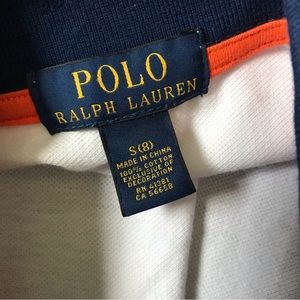 POLO
RALPH LAUREN
S(8)
MADE IN CHINA
100% COTTON
EXCLUSIVE OF
DECORATION
RN 41381
CA 56658